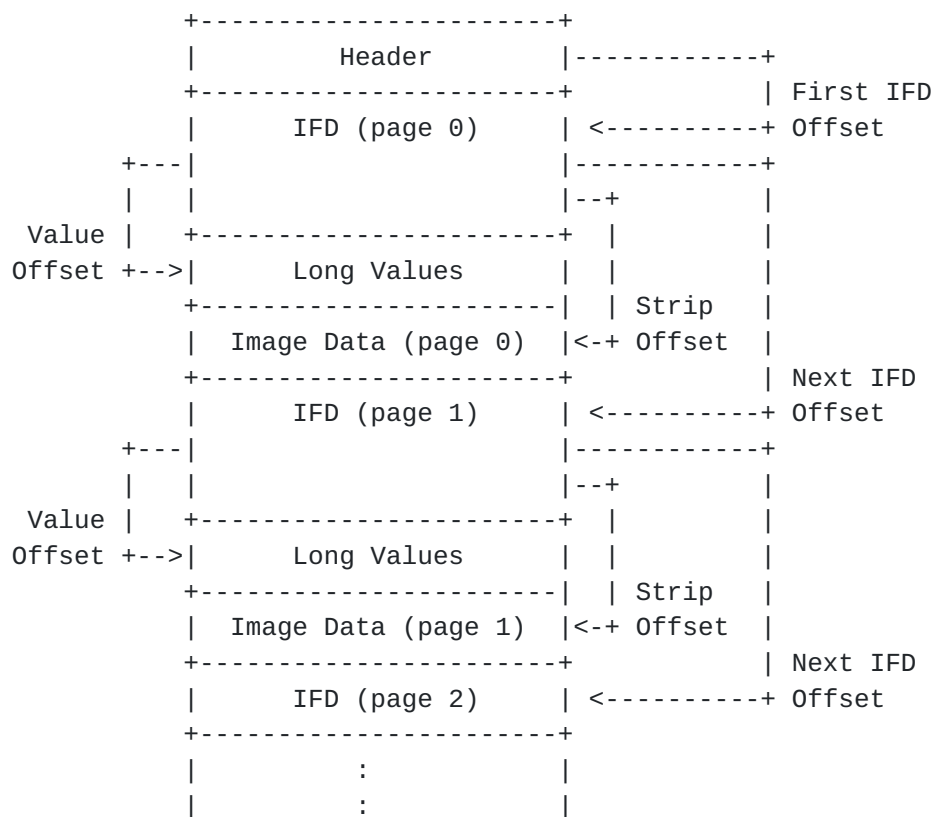 +-----------------------+
|         Header        |------------+
+-----------------------+            | First IFD
|      IFD (page 0)     | <----------+ Offset
+---|                       |------------+
|   |                       |--+         |
Value |   +-----------------------+  |         |
Offset +-->|      Long Values      |  |         |
+-----------------------|  | Strip   |
|  Image Data (page 0)  |<-+ Offset  |
+-----------------------+            | Next IFD
|      IFD (page 1)     | <----------+ Offset
+---|                       |------------+
|   |                       |--+         |
Value |   +-----------------------+  |         |
Offset +-->|      Long Values      |  |         |
+-----------------------|  | Strip   |
|  Image Data (page 1)  |<-+ Offset  |
+-----------------------+            | Next IFD
|      IFD (page 2)     | <----------+ Offset
+-----------------------+
|           :           |
|           :           |